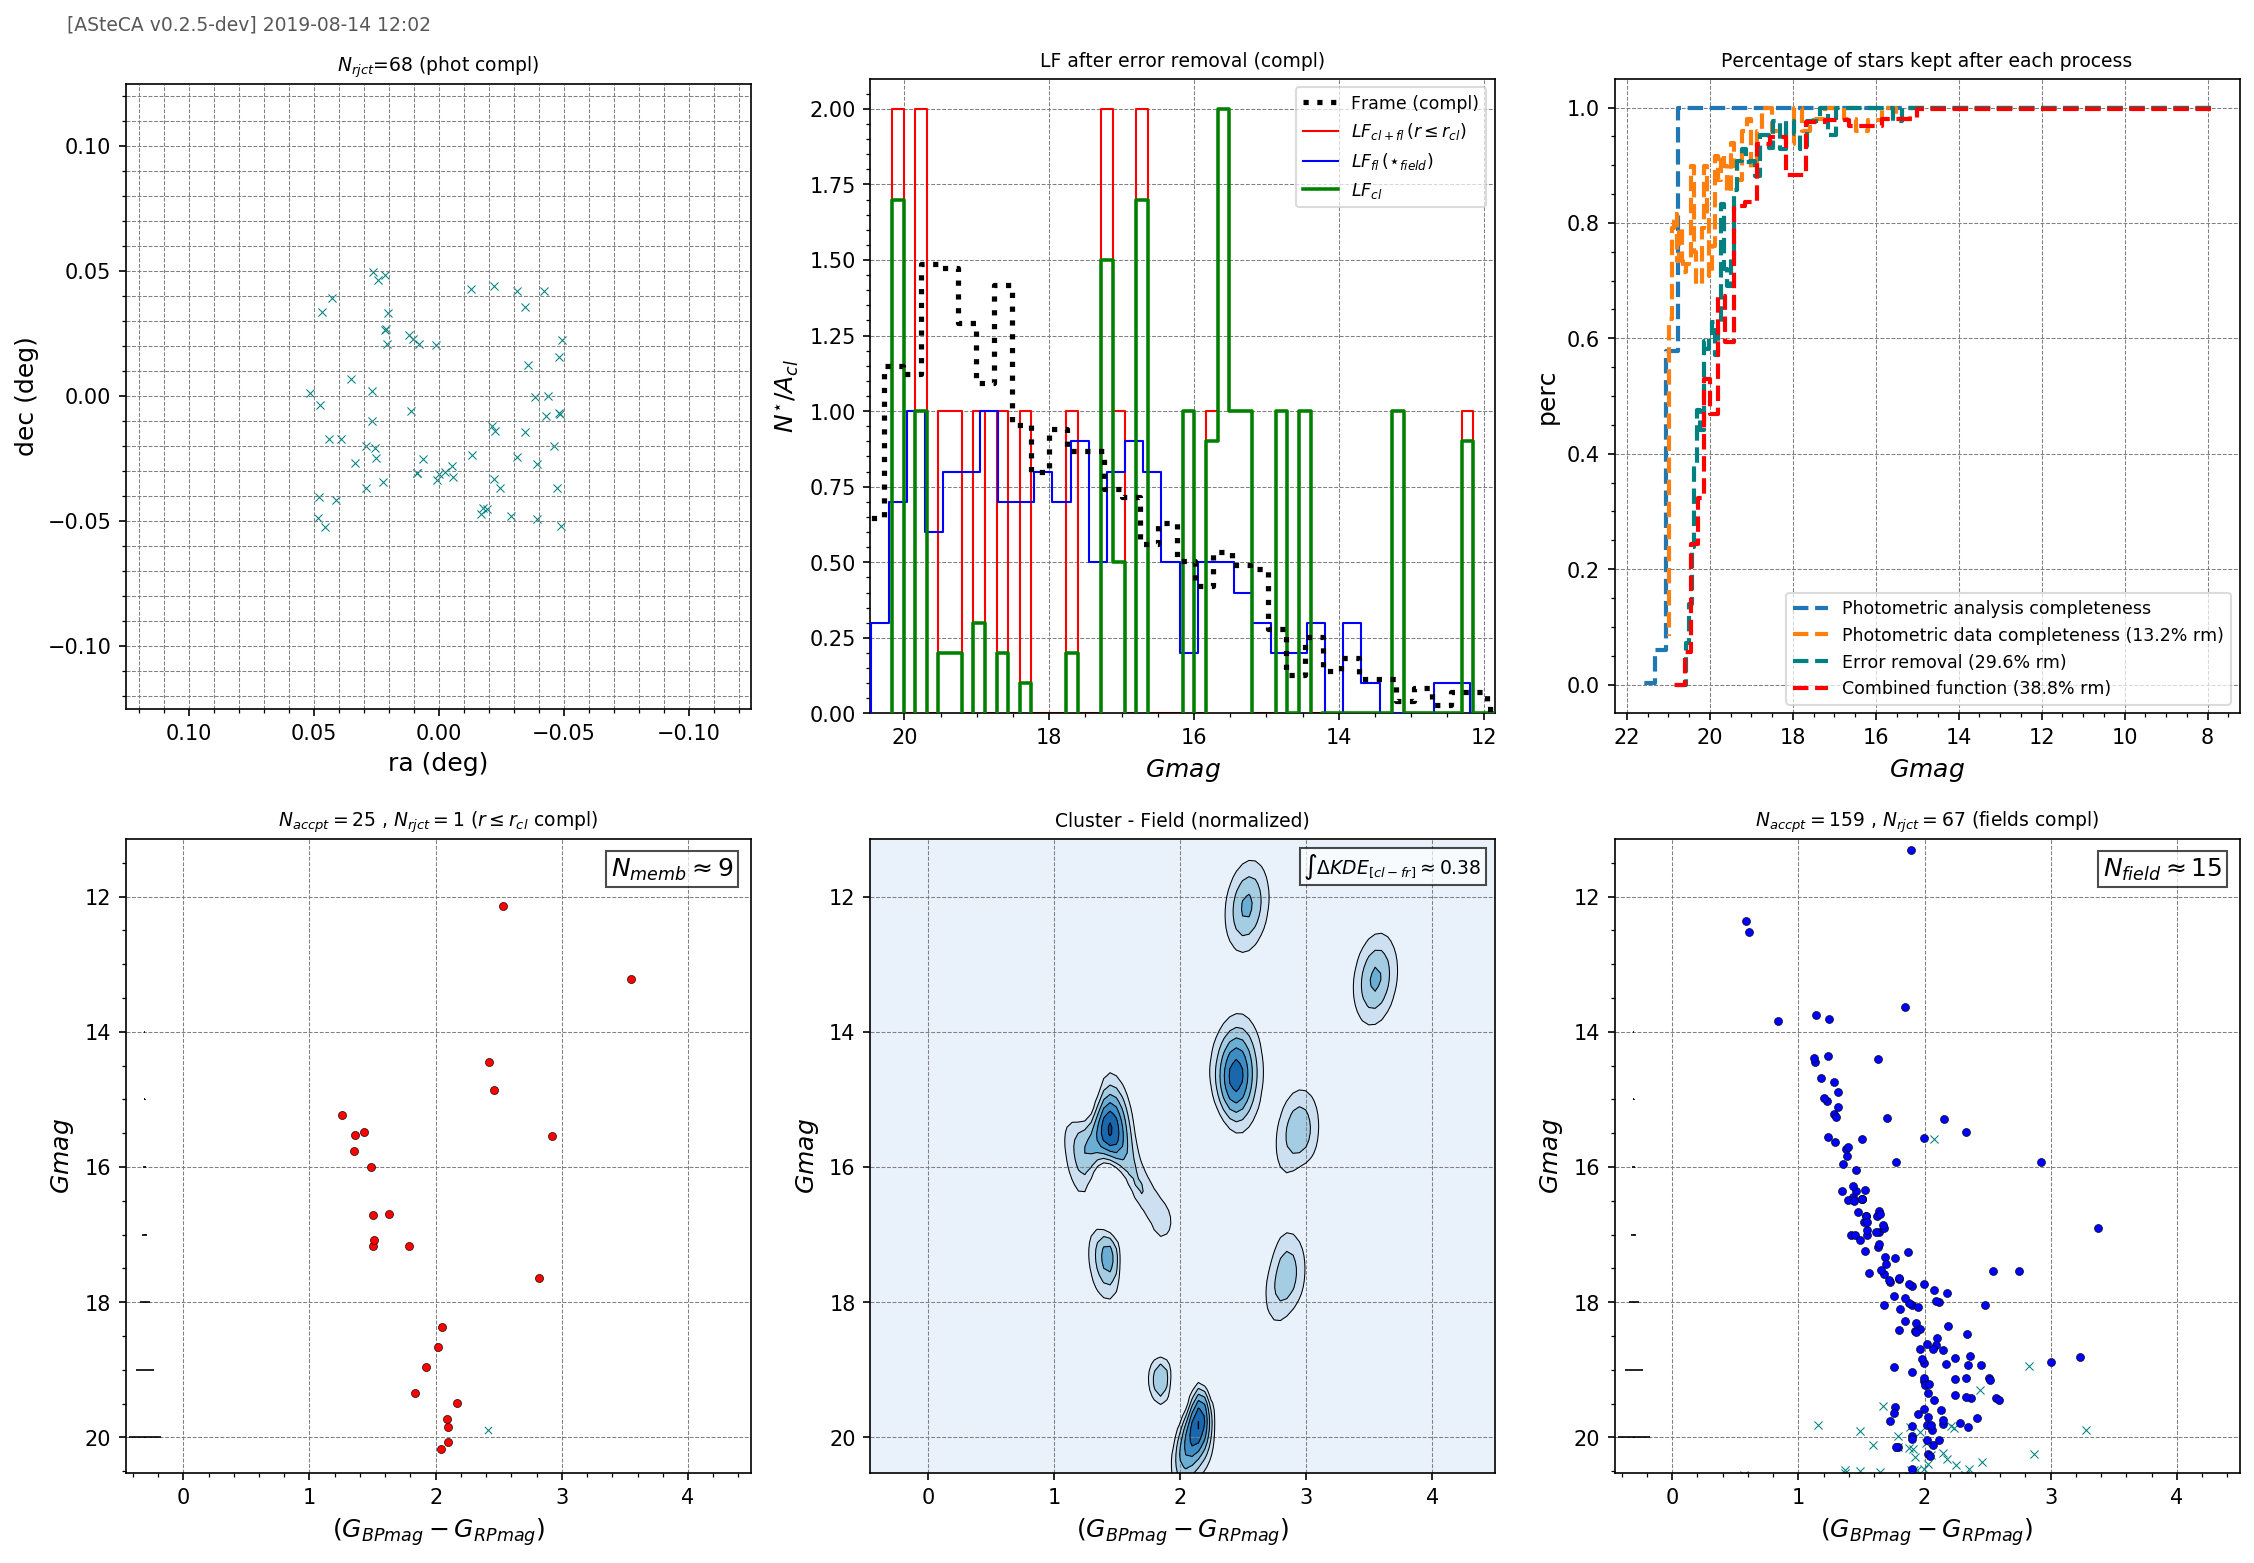 [ASteCA v0.2.5-dev] 2019-08-14 12:02
N_rjct=68 (phot compl)
0.10
0.05
0.00
−0.05
−0.10
dec (deg)
0.10 0.05 0.00 −0.05 −0.10
ra (deg)
LF after error removal (compl)
Frame (compl)
LF_cl+fl (r ≤ r_cl)
LF_fl (⋆_field)
LF_cl
2.00
1.75
1.50
1.25
1.00
0.75
0.50
0.25
0.00
N⋆/A_cl
20 18 16 14 12
Gmag
Percentage of stars kept after each process
1.0
0.8
0.6
0.4
0.2
0.0
perc
Photometric analysis completeness
Photometric data completeness (13.2% rm)
Error removal (29.6% rm)
Combined function (38.8% rm)
22 20 18 16 14 12 10 8
Gmag
N_accpt = 25 , N_rjct = 1 (r ≤ r_cl compl)
N_memb ≈ 9
12
14
16
18
20
Gmag
0 1 2 3 4
(G_BPmag − G_RPmag)
Cluster - Field (normalized)
∫ΔKDE_[cl−fr] ≈ 0.38
12
14
16
18
20
Gmag
0 1 2 3 4
(G_BPmag − G_RPmag)
N_accpt = 159 , N_rjct = 67 (fields compl)
N_field ≈ 15
12
14
16
18
20
Gmag
0 1 2 3 4
(G_BPmag − G_RPmag)